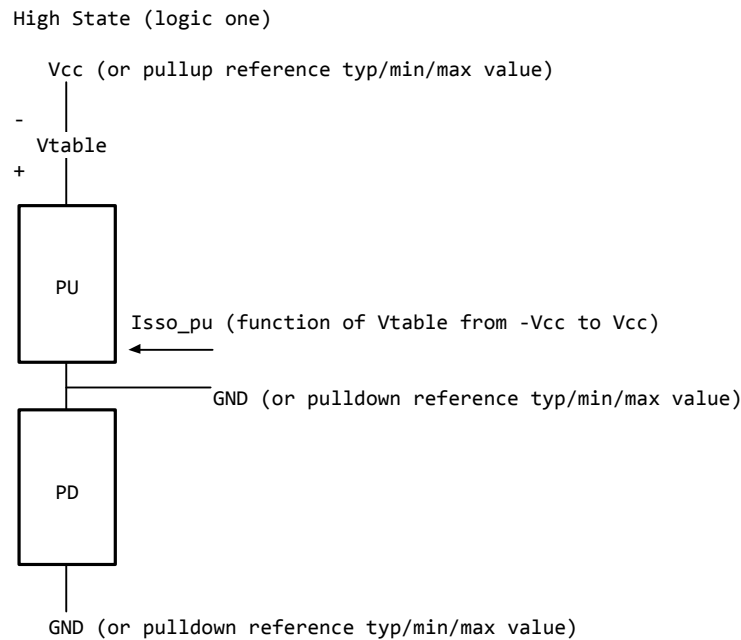 High State (logic one)
Vcc (or pullup reference typ/min/max value)
-
Vtable
+
PU
Isso_pu (function of Vtable from -Vcc to Vcc)
GND (or pulldown reference typ/min/max value)
PD
GND (or pulldown reference typ/min/max value)